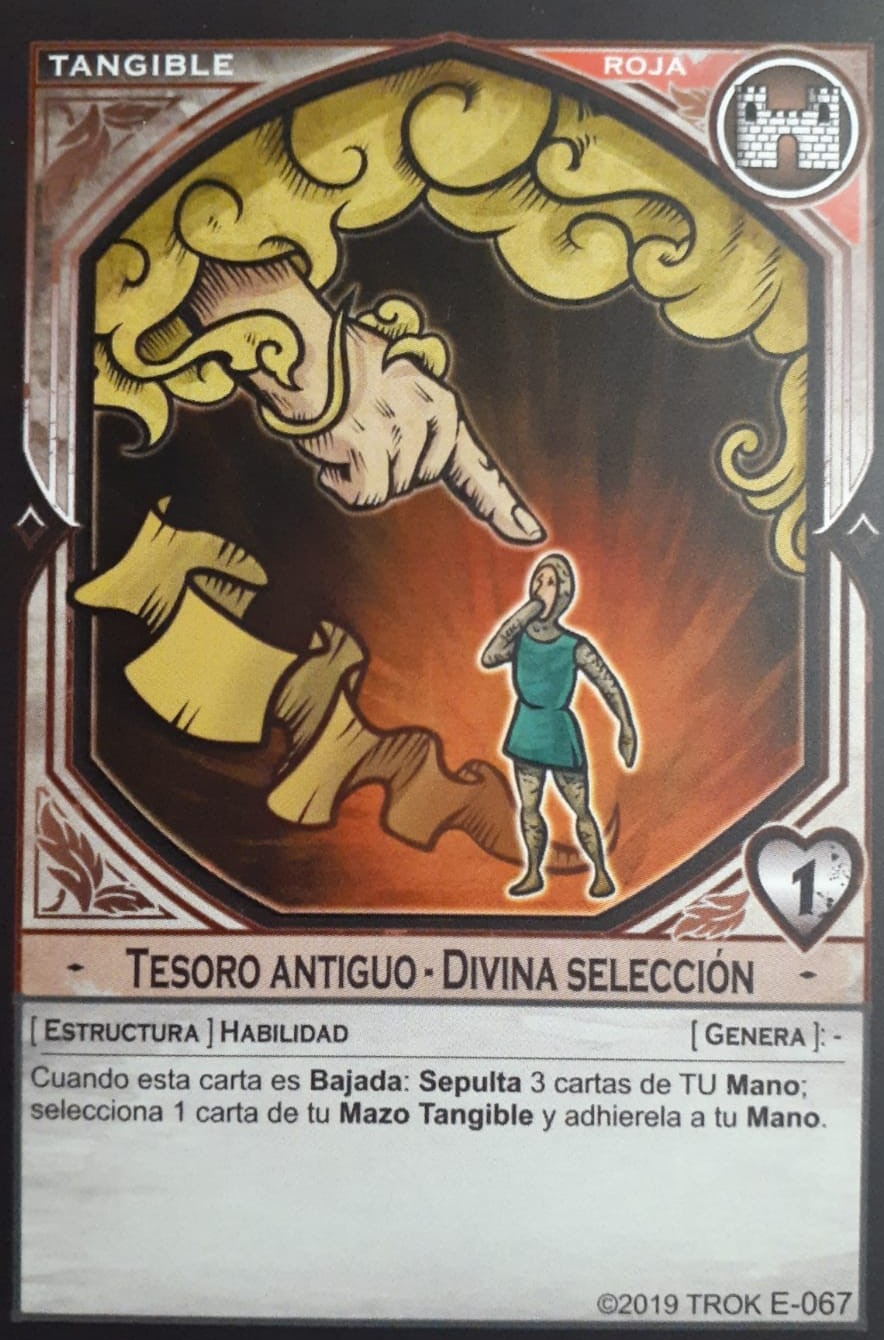 TANGIBLE
ROJA
1
TESORO ANTIGUO - DIVINA SELECCIÓN
[ ESTRUCTURA ] HABILIDAD
[ GENERA ]: -
Cuando esta carta es Bajada: Sepulta 3 cartas de TU Mano;
selecciona 1 carta de tu Mazo Tangible y adhierela a tu Mano.
©2019 TROK E-067